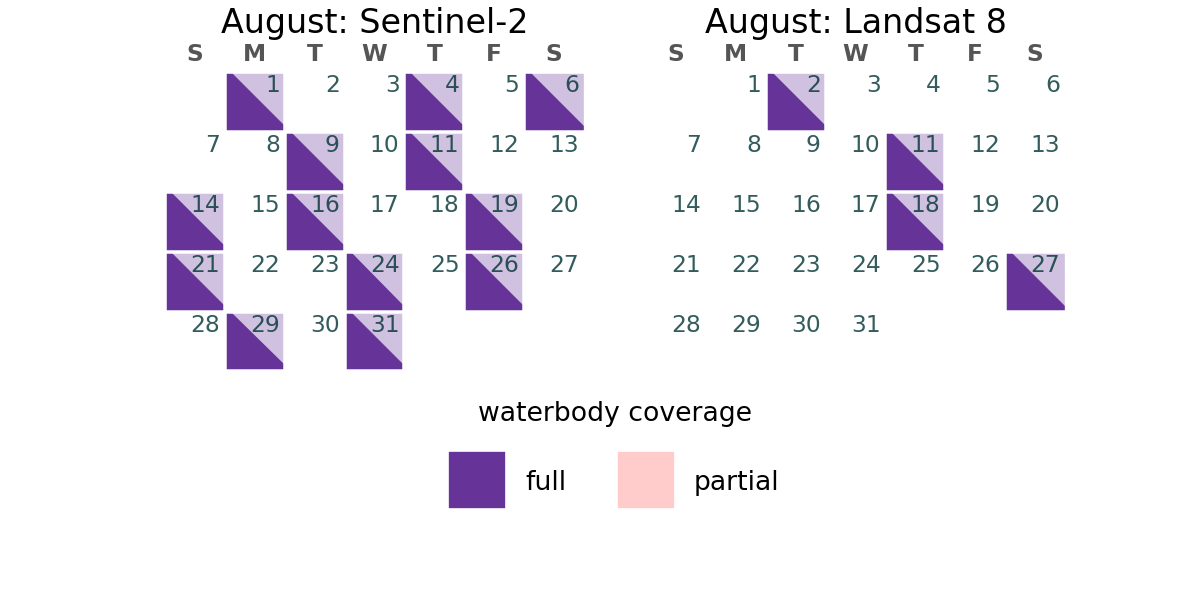 August: Sentinel-2
S M T W T F S
1 2 3 4 5 6
7 8 9 10 11 12 13
14 15 16 17 18 19 20
21 22 23 24 25 26 27
28 29 30 31
August: Landsat 8
S M T W T F S
1 2 3 4 5 6
7 8 9 10 11 12 13
14 15 16 17 18 19 20
21 22 23 24 25 26 27
28 29 30 31
waterbody coverage
full partial